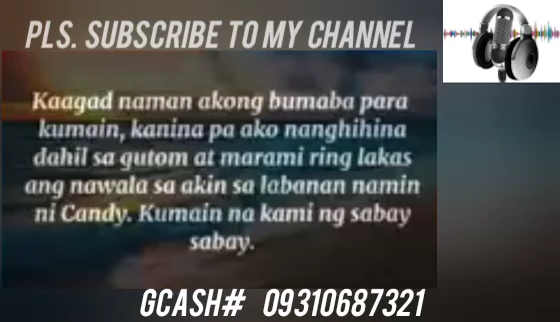 PLS. SUBSCRIBE TO MY CHANNEL
Kaagad naman akong bumaba para
kumain, kanina pa ako nanghihina
dahil sa gutom at marami ring lakas
ang nawala sa akin sa labanan namin
ni Candy. Kumain na kami ng sabay
sabay.
GCASH# 09310687321